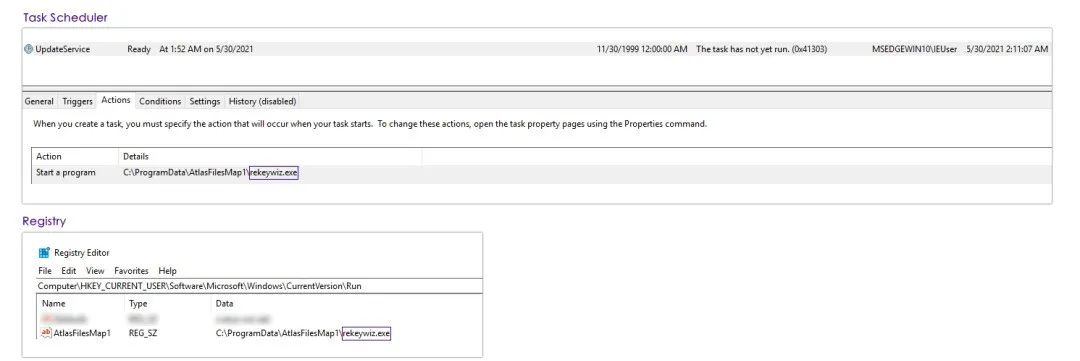 Task Scheduler
UpdateService Ready At 1:52 AM on 5/30/2021 11/30/1999 12:00:00 AM The task has not yet run. (0x41303) MSEDGEWIN10\IEUser 5/30/2021 2:11:07 AM
General Triggers Actions Conditions Settings History (disabled)
When you create a task, you must specify the action that will occur when your task starts. To change these actions, open the task property pages using the Properties command.
Action Details
Start a program C:\ProgramData\AtlasFilesMap1\rekeywiz.exe
Registry
Registry Editor
File Edit View Favorites Help
Computer\HKEY_CURRENT_USER\Software\Microsoft\Windows\CurrentVersion\Run
Name Type Data
ab AtlasFilesMap1 REG_SZ C:\ProgramData\AtlasFilesMap1\rekeywiz.exe